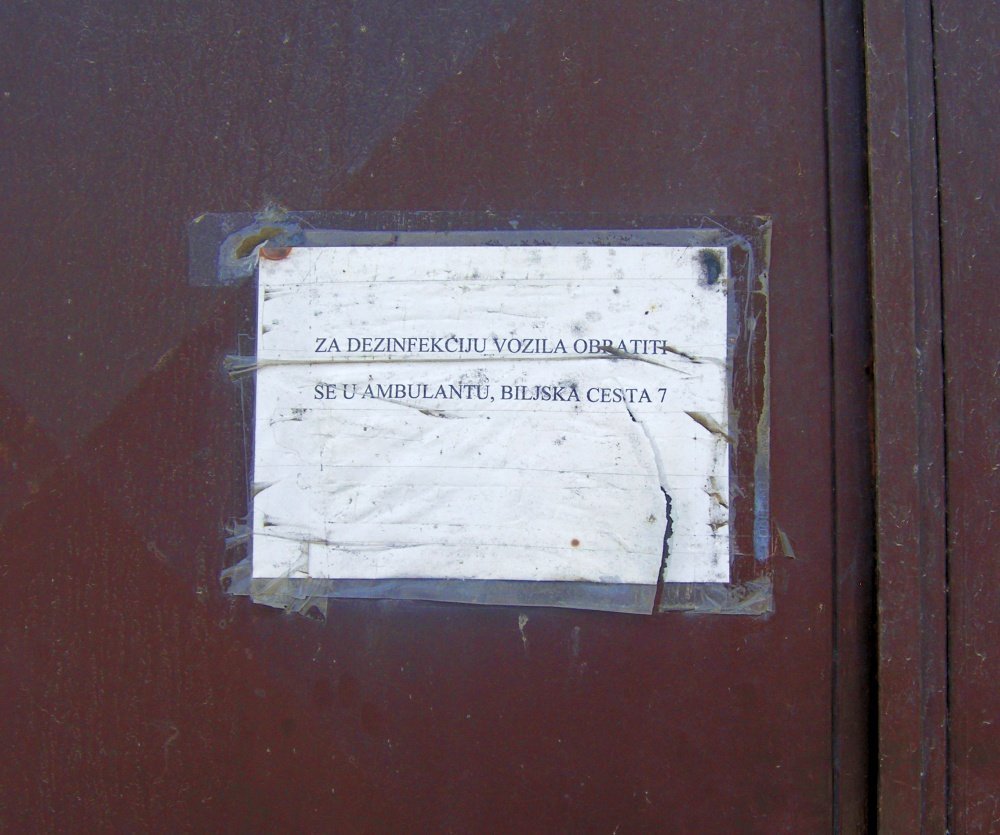 ZA DEZINFEKCIJU VOZILA OBRATITI
SE U AMBULANTU, BILJSKA CESTA 7